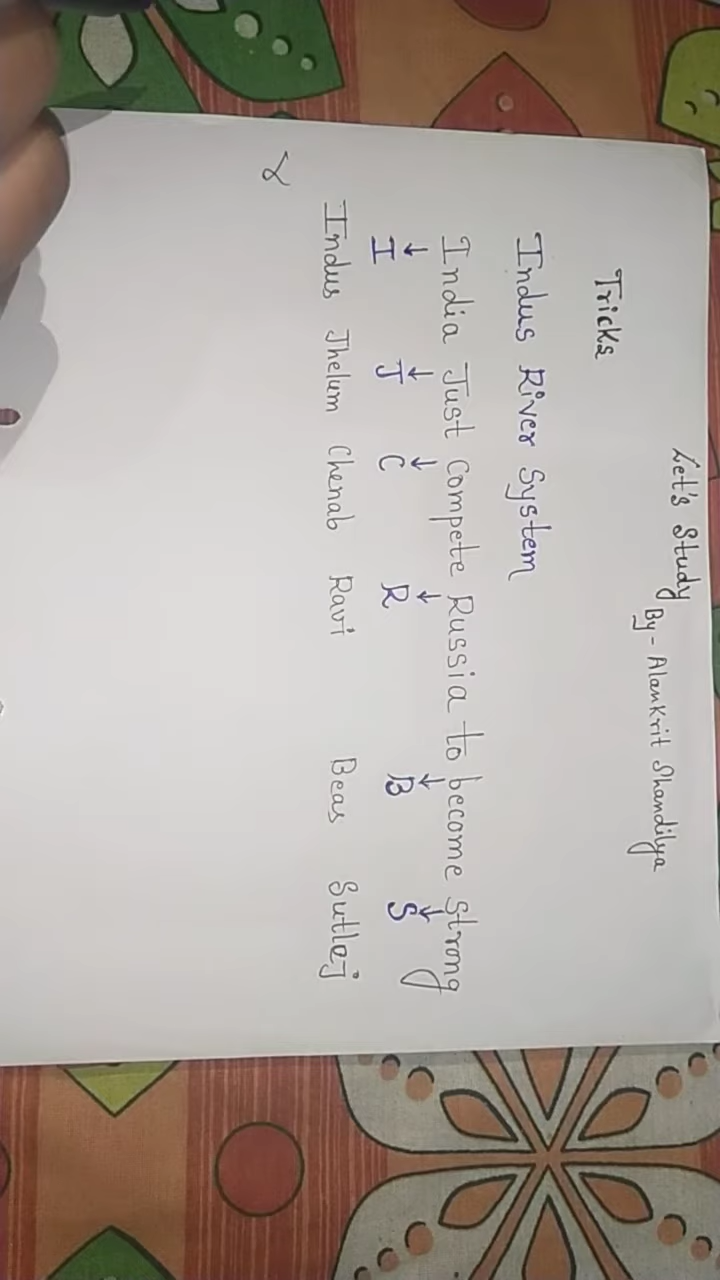 Let's Study
By - Alankrit Shandilya
Tricks
Indus River System
India Just Compete Russia to become strong
↓ ↓ ↓ ↓ ↓ ↓
I J C R B S
Indus Jhelum Chenab Ravi Beas Sutlej